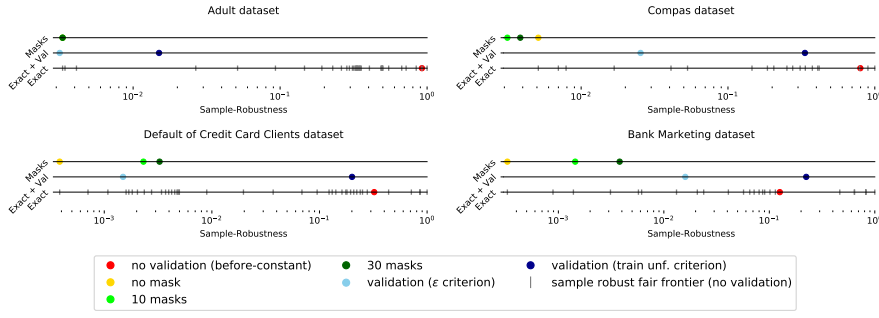 Adult dataset
Masks
Exact + Val
Exact
10⁻² 10⁻¹ 10⁰
Sample-Robustness
Compas dataset
Masks
Exact + Val
Exact
10⁻² 10⁻¹ 10⁰
Sample-Robustness
Default of Credit Card Clients dataset
Masks
Exact + Val
Exact
10⁻³ 10⁻² 10⁻¹ 10⁰
Sample-Robustness
Bank Marketing dataset
Masks
Exact + Val
Exact
10⁻³ 10⁻² 10⁻¹ 10⁰
Sample-Robustness
no validation (before-constant)
no mask
10 masks
30 masks
validation (ε criterion)
validation (train unf. criterion)
sample robust fair frontier (no validation)